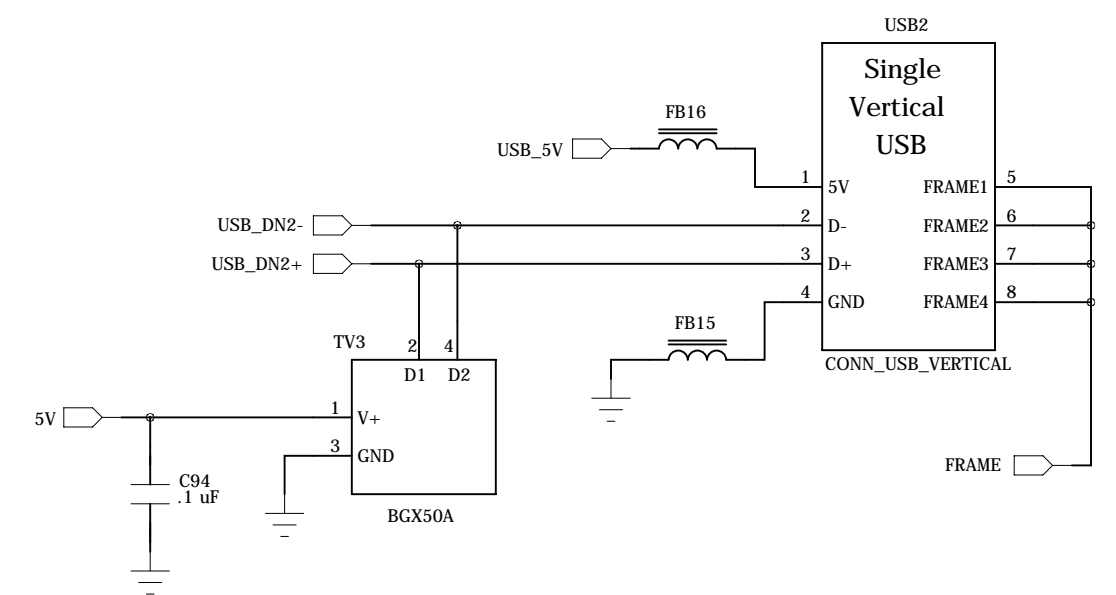 USB2
Single
Vertical
USB
FB16
USB_5V
1
5V
FRAME1
5
USB_DN2-
2
D-
FRAME2
6
USB_DN2+
3
D+
FRAME3
7
4
GND
FRAME4
8
FB15
CONN_USB_VERTICAL
TV3
2
4
D1
D2
5V
1
V+
3
GND
C94
.1 uF
BGX50A
FRAME